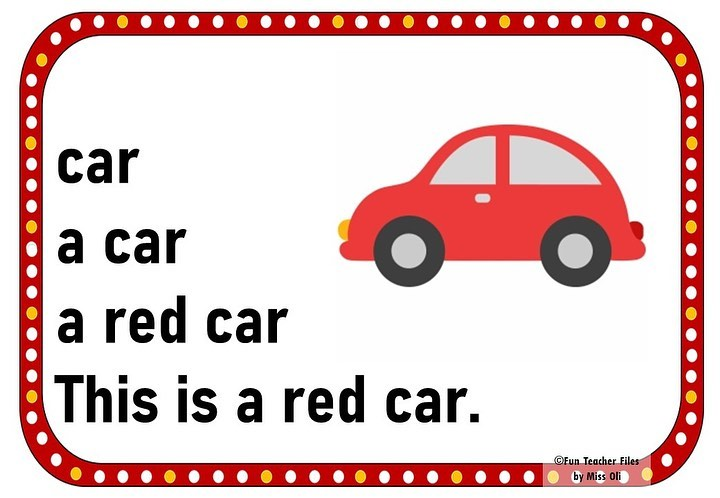 car
a car
a red car
This is a red car.
©Fun Teacher Files
by Miss Oli